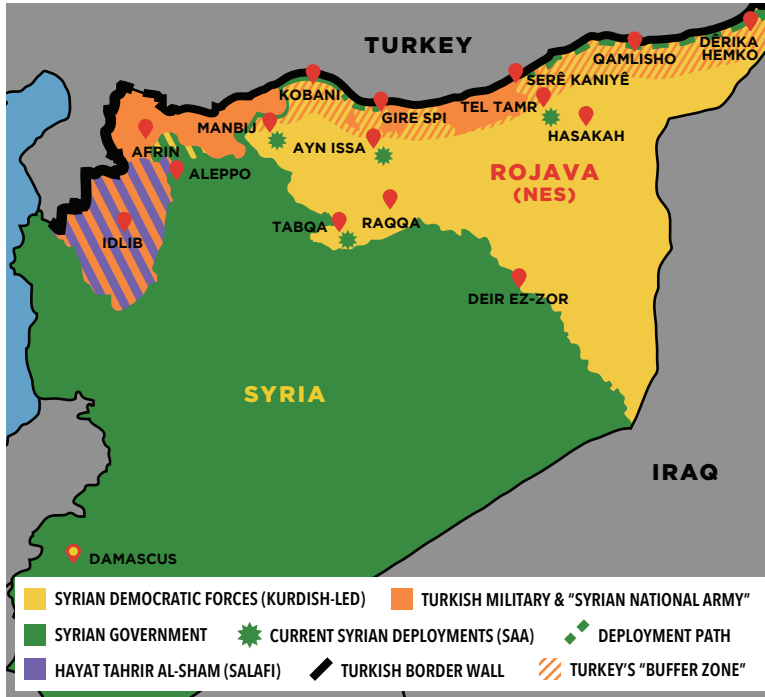 TURKEY
DÊRIKA
HEMKO
QAMLISHO
SERÊ KANIYÊ
KOBANI
TEL TAMR
GIRE SPI
MANBIJ
HASAKAH
AFRIN
AYN ISSA
ALEPPO
ROJAVA
(NES)
TABQA
RAQQA
IDLIB
DEIR EZ-ZOR
SYRIA
IRAQ
DAMASCUS
SYRIAN DEMOCRATIC FORCES (KURDISH-LED)
TURKISH MILITARY & “SYRIAN NATIONAL ARMY”
SYRIAN GOVERNMENT
CURRENT SYRIAN DEPLOYMENTS (SAA)
DEPLOYMENT PATH
HAYAT TAHRIR AL-SHAM (SALAFI)
TURKISH BORDER WALL
TURKEY’S “BUFFER ZONE”